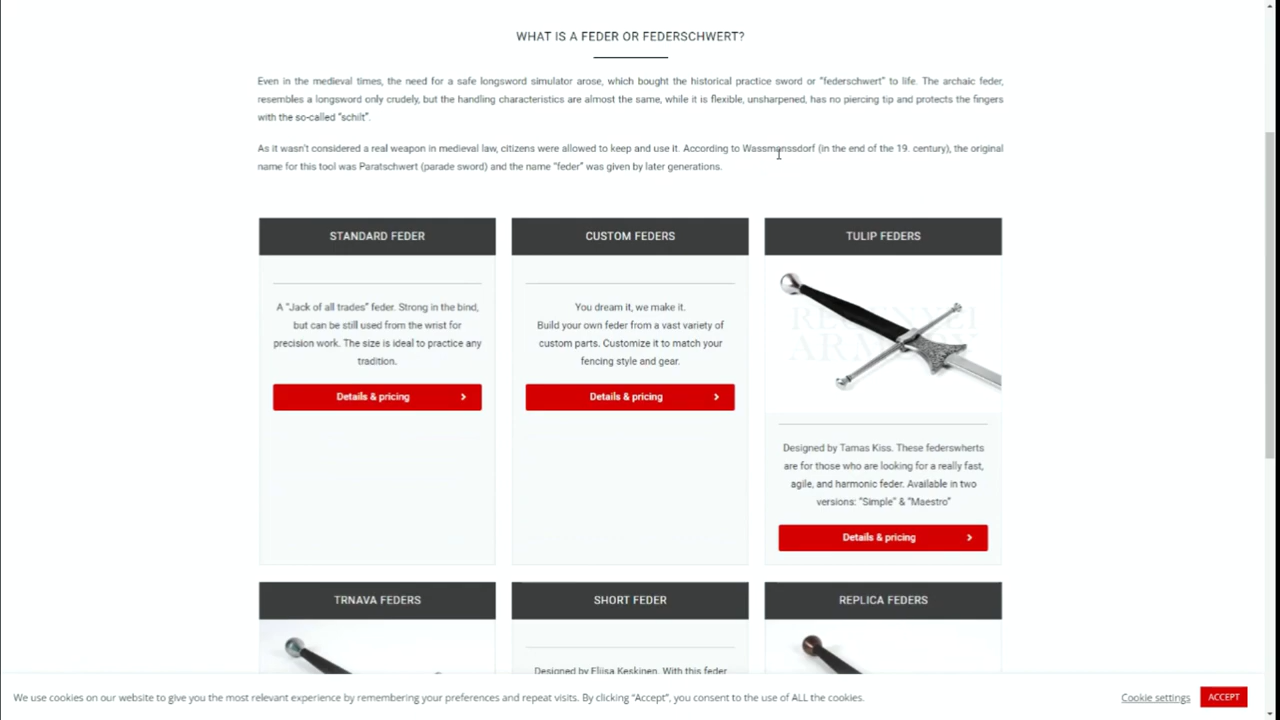 WHAT IS A FEDER OR FEDERSCHWERT?
Even in the medieval times, the need for a safe longsword simulator arose, which bought the historical practice sword or "federschwert" to life. The archaic feder,
resembles a longsword only crudely, but the handling characteristics are almost the same, while it is flexible, unsharpened, has no piercing tip and protects the fingers
with the so-called "schilt".
As it wasn't considered a real weapon in medieval law, citizens were allowed to keep and use it. According to Wassmanssdorf (in the end of the 19. century), the original
name for this tool was Paratschwert (parade sword) and the name "feder" was given by later generations.
STANDARD FEDER
A "Jack of all trades" feder. Strong in the bind,
but can be still used from the wrist for
precision work. The size is ideal to practice any
tradition.
Details & pricing
CUSTOM FEDERS
You dream it, we make it.
Build your own feder from a vast variety of
custom parts. Customize it to match your
fencing style and gear.
Details & pricing
TULIP FEDERS
REGENYEI
ARMORY
Designed by Tamas Kiss. These federswherts
are for those who are looking for a really fast,
agile, and harmonic feder. Available in two
versions: "Simple" & "Maestro"
Details & pricing
TRNAVA FEDERS
SHORT FEDER
Designed by Eliisa Keskinen. With this feder
REPLICA FEDERS
We use cookies on our website to give you the most relevant experience by remembering your preferences and repeat visits. By clicking "Accept", you consent to the use of ALL the cookies.
Cookie settings
ACCEPT